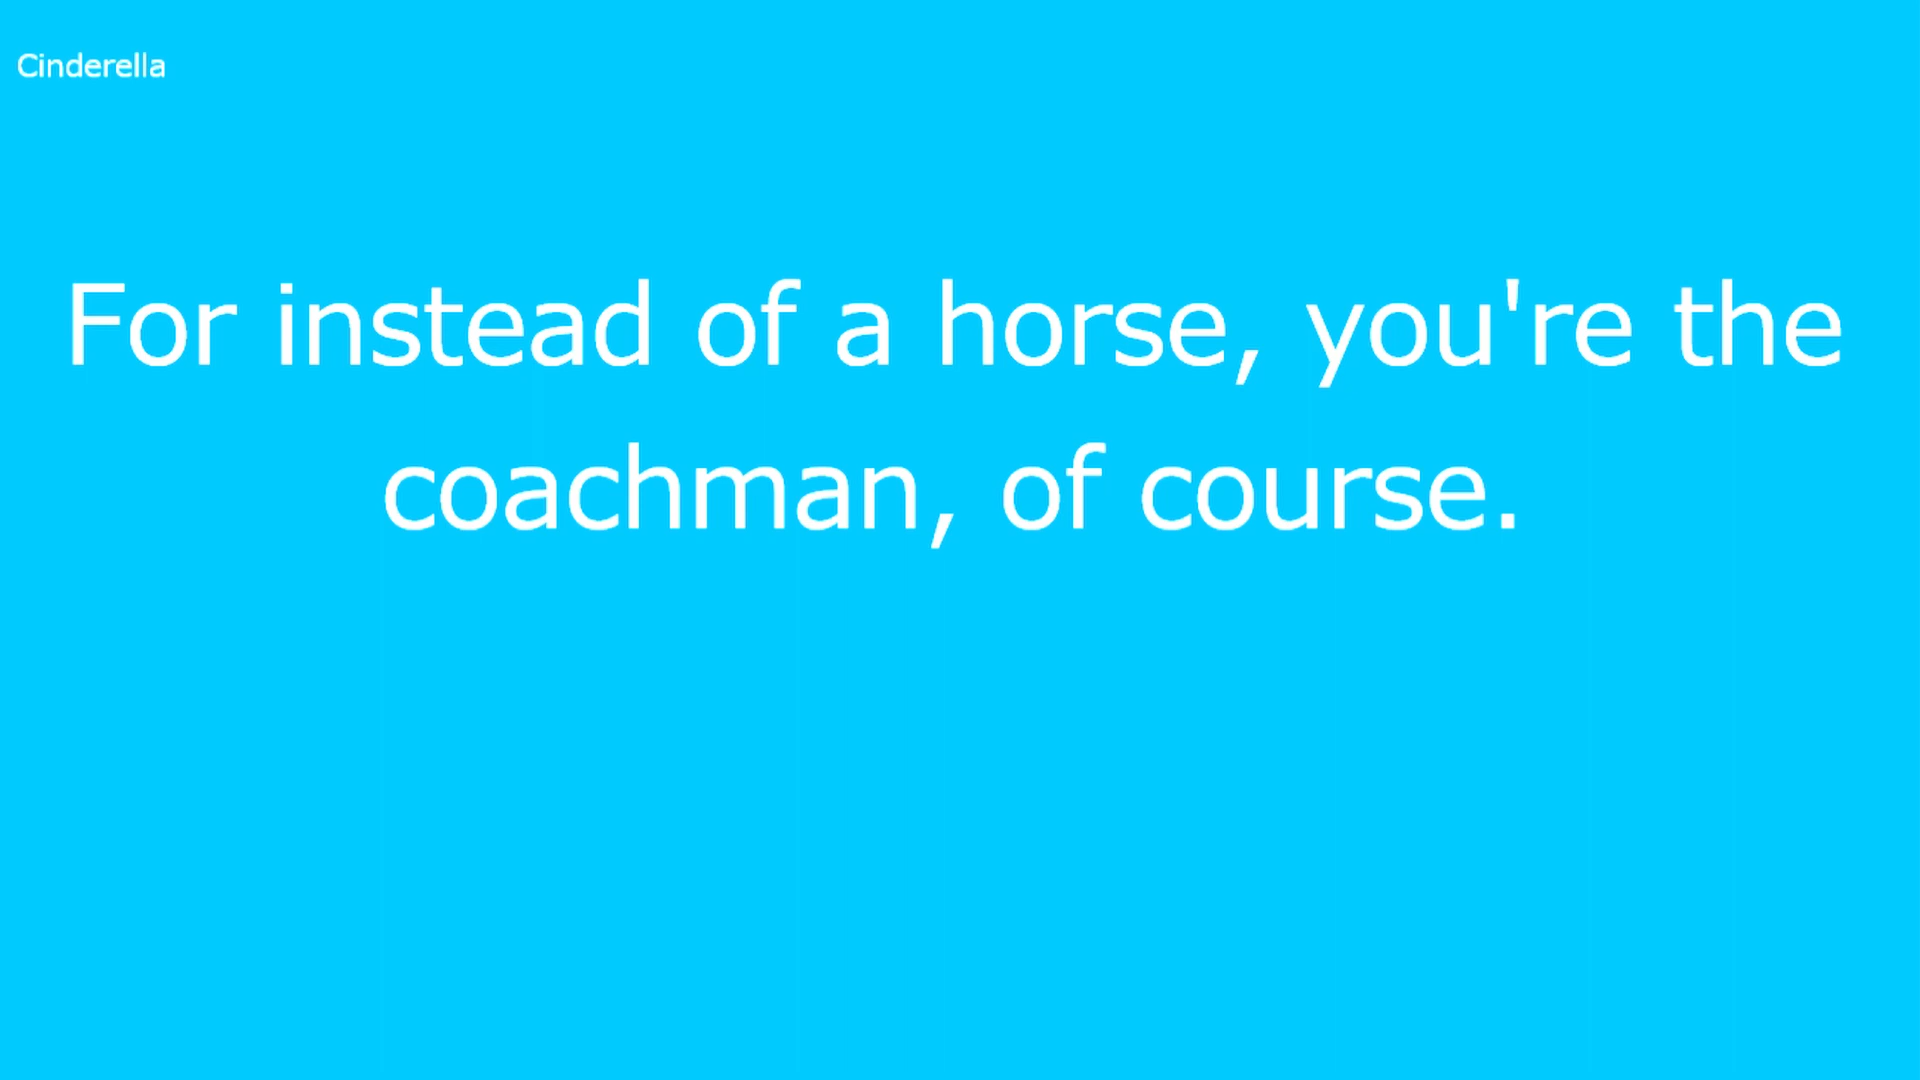 Cinderella
For instead of a horse, you're the
coachman, of course.